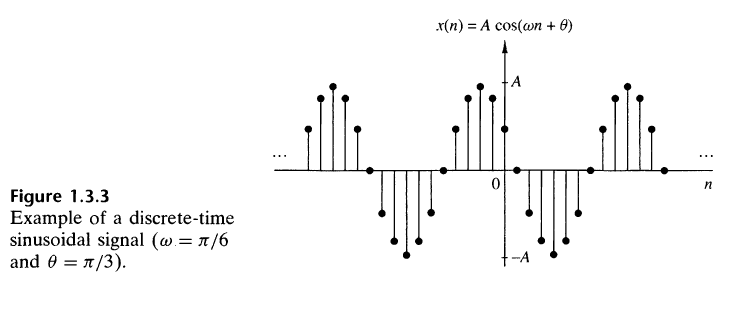 x(n) = A cos(ωn + θ)
A
...
...
0
n
-A
Figure 1.3.3
Example of a discrete-time
sinusoidal signal (ω = π/6
and θ = π/3).